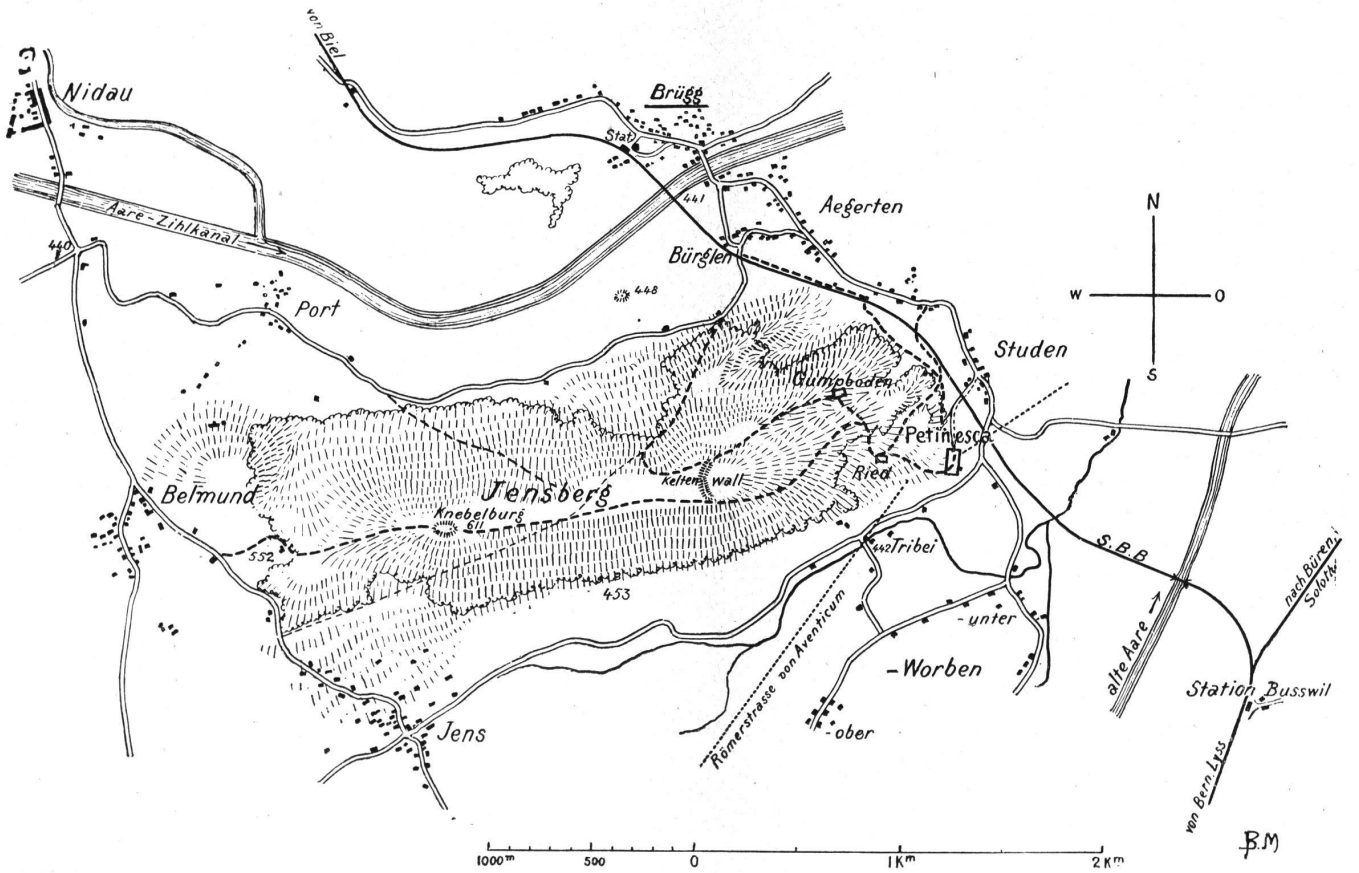 von Biel
Nidau
Brügg
Stat
Aare-Zihlkanal
441
Aegerten
N
440
Bürglen
W
O
448
Port
S
Studen
Gumpboden
Petinesca
Belmund
Jensberg
Kelten wall
Ried
Knebelburg
611
552
442 Tribei
S.B.B
453
nach Büren,
Soloth.
-unter
Römerstrasse von Aventicum
alte Aare
-Worben
Station Busswil
Jens
-ober
von Bern. Lyss
B.M
1000m 500 0 1Km 2Km